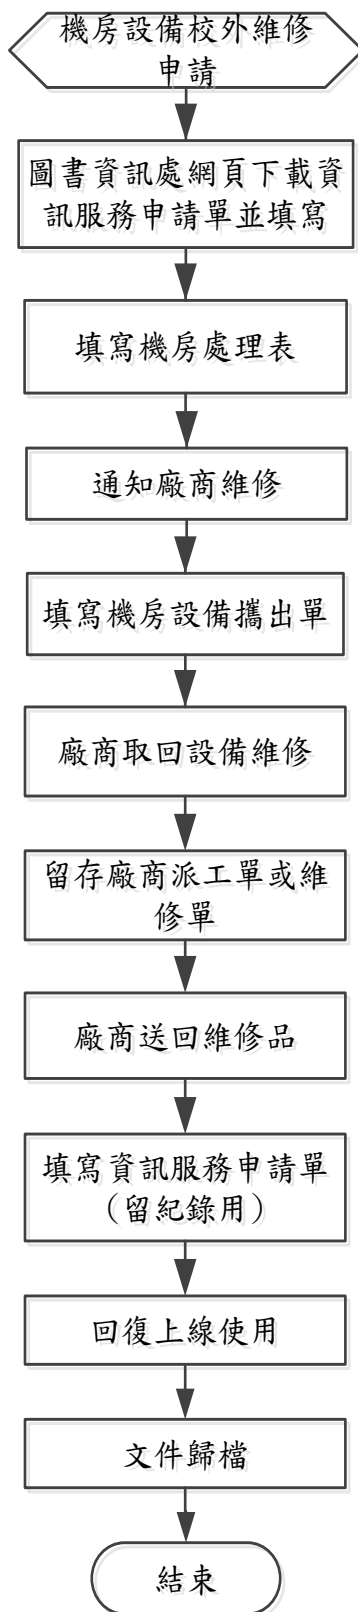 機房設備校外維修
申請
圖書資訊處網頁下載資
訊服務申請單並填寫
填寫機房處理表
通知廠商維修
填寫機房設備攜出單
廠商取回設備維修
留存廠商派工單或維
修單
廠商送回維修品
填寫資訊服務申請單
（留紀錄用）
回復上線使用
文件歸檔
結束